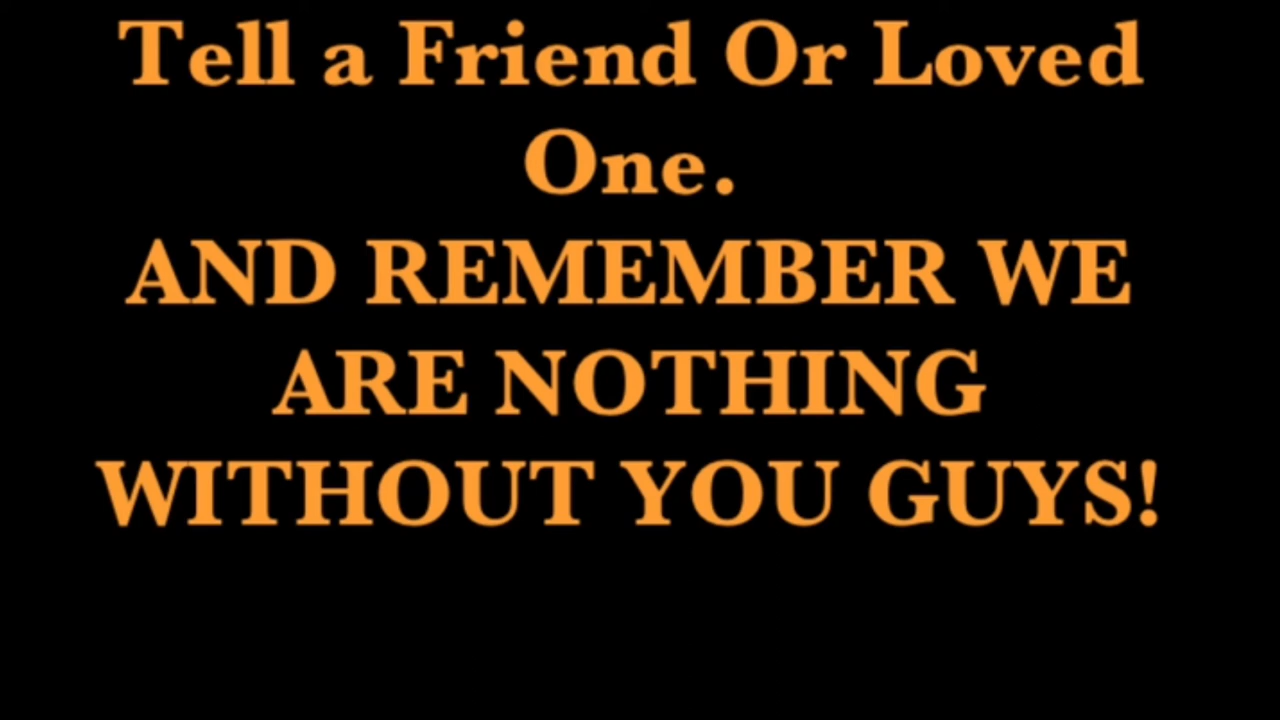 Tell a Friend Or Loved
One.
AND REMEMBER WE
ARE NOTHING
WITHOUT YOU GUYS!